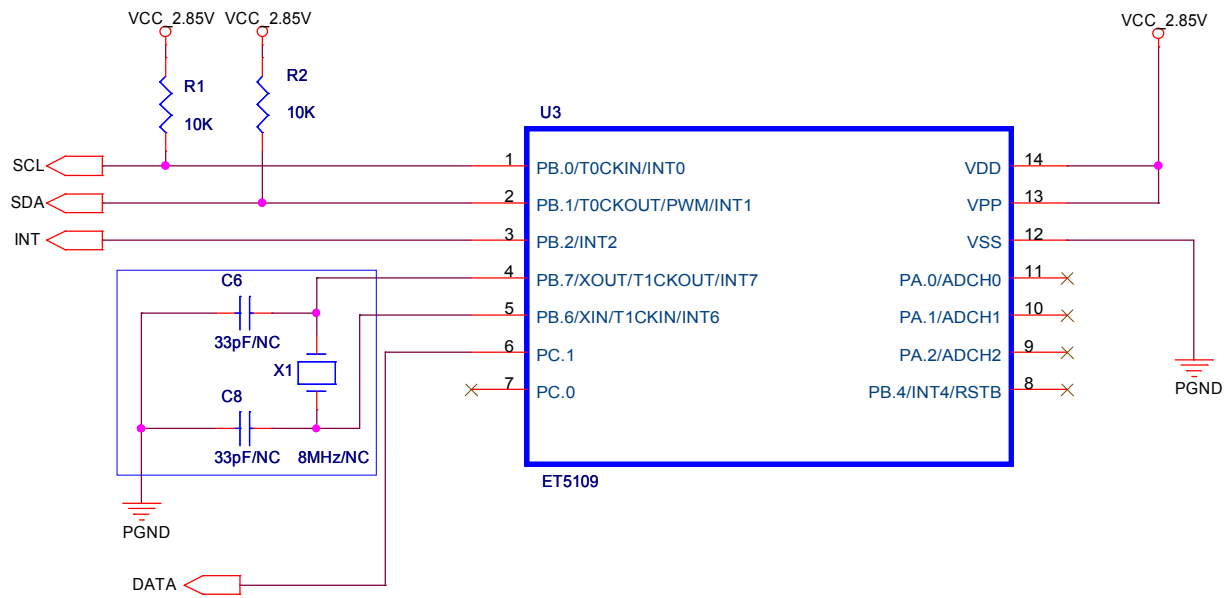 VCC_2.85V VCC_2.85V
VCC_2.85V
R1
10K
R2
10K
U3
SCL
SDA
INT
1 PB.0/T0CKIN/INT0
2 PB.1/T0CKOUT/PWM/INT1
3 PB.2/INT2
4 PB.7/XOUT/T1CKOUT/INT7
5 PB.6/XIN/T1CKIN/INT6
6 PC.1
7 PC.0
VDD 14
VPP 13
VSS 12
PA.0/ADCH0 11
PA.1/ADCH1 10
PA.2/ADCH2 9
PB.4/INT4/RSTB 8
C6
33pF/NC
X1
C8
33pF/NC 8MHz/NC
ET5109
PGND
PGND
DATA